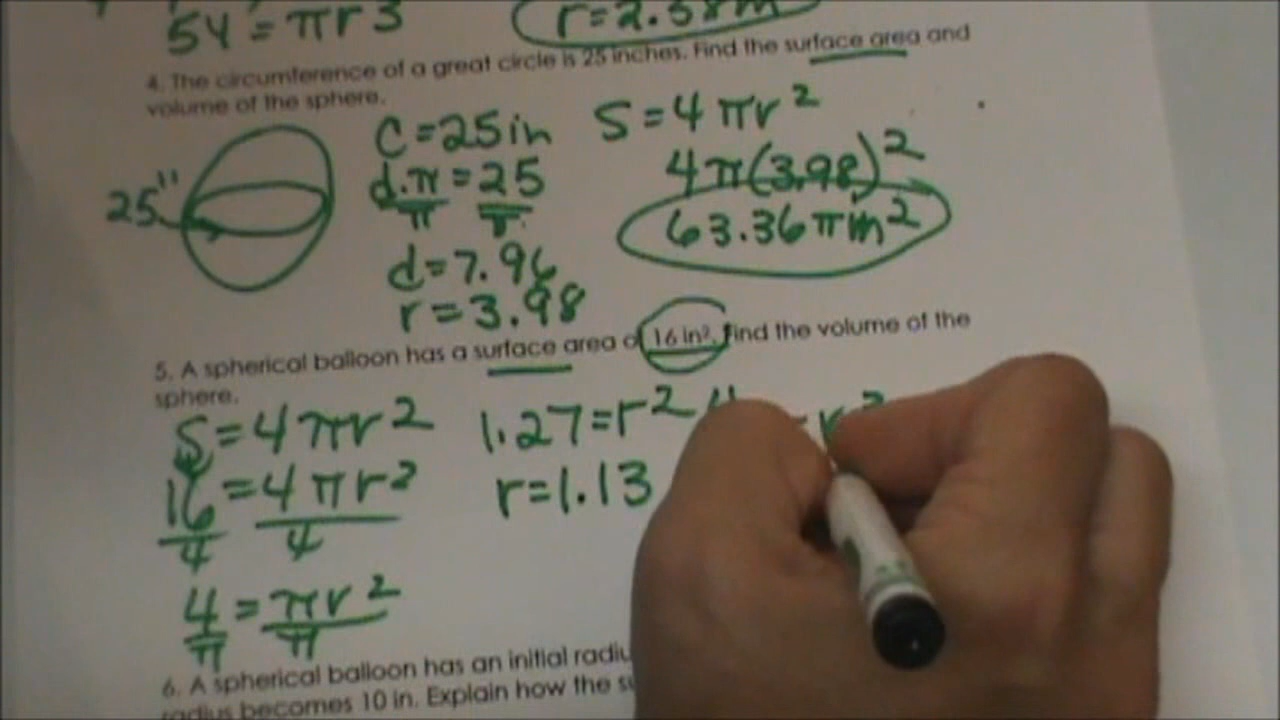 54 = πr3
r=2.58m
4. The circumference of a great circle is 25 inches. Find the surface area and
volume of the sphere.
25"
C=25in
d.π=25
π π
d=7.96
r=3.98
S=4πr2
4π(3.98)2
63.36πin2
5. A spherical balloon has a surface area of 16 in². Find the volume of the
sphere.
S=4πr2
16=4πr2
4 4
4=πr2
π π
1.27=r2
r=1.13
6. A spherical balloon has an initial
radius becomes 10 in. Explain how the